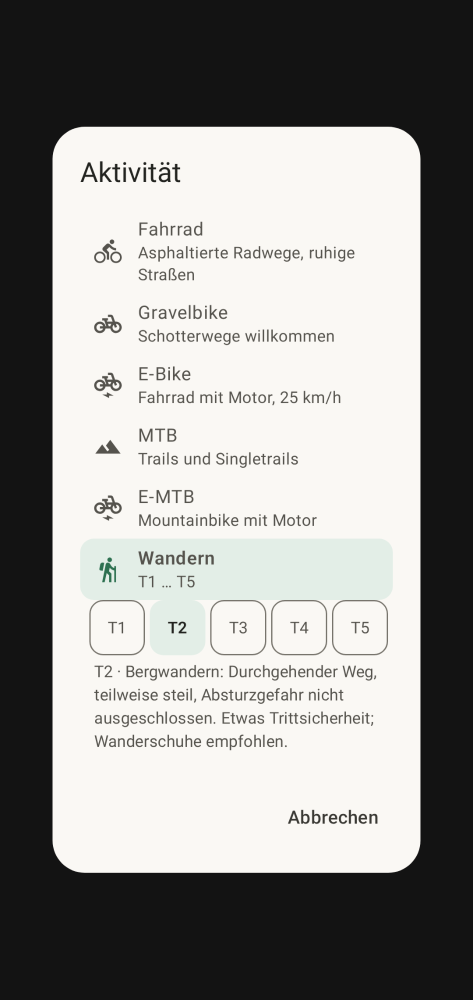 Aktivität
Fahrrad
Asphaltierte Radwege, ruhige
Straßen
Gravelbike
Schotterwege willkommen
E-Bike
Fahrrad mit Motor, 25 km/h
MTB
Trails und Singletrails
E-MTB
Mountainbike mit Motor
Wandern
T1 … T5
T1 T2 T3 T4 T5
T2 · Bergwandern: Durchgehender Weg,
teilweise steil, Absturzgefahr nicht
ausgeschlossen. Etwas Trittsicherheit;
Wanderschuhe empfohlen.
Abbrechen